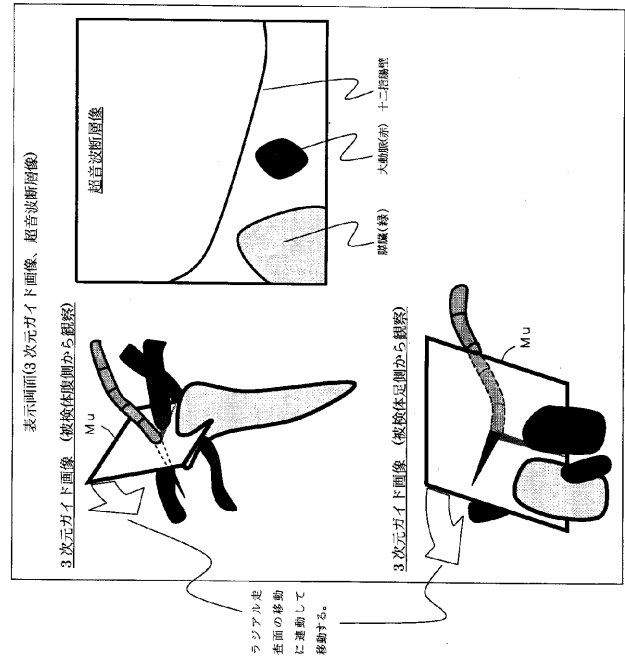 表示画面(3次元ガイド画像、超音波断層像)
3次元ガイド画像 (被検体腹側から観察)
Mu
超音波断層像
膵臓(緑)
大動脈(赤)
十二指腸壁
3次元ガイド画像 (被検体足側から観察)
Mu
ラジアル走
査面の移動
に連動して
移動する。